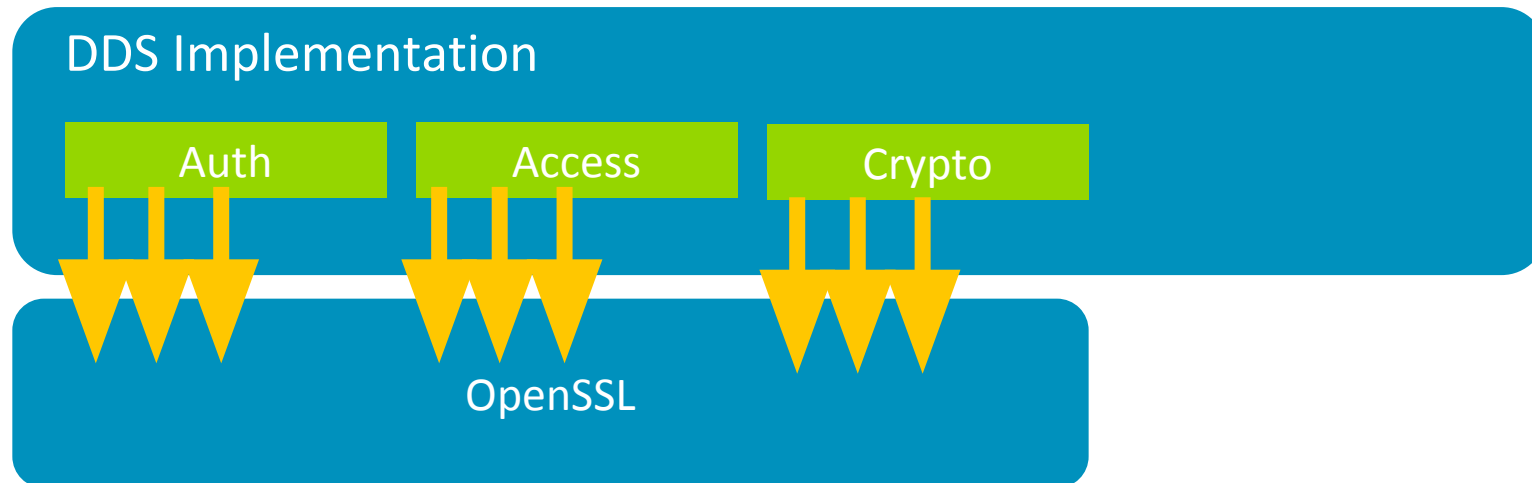 DDS Implementation
Auth
Access
Crypto
OpenSSL